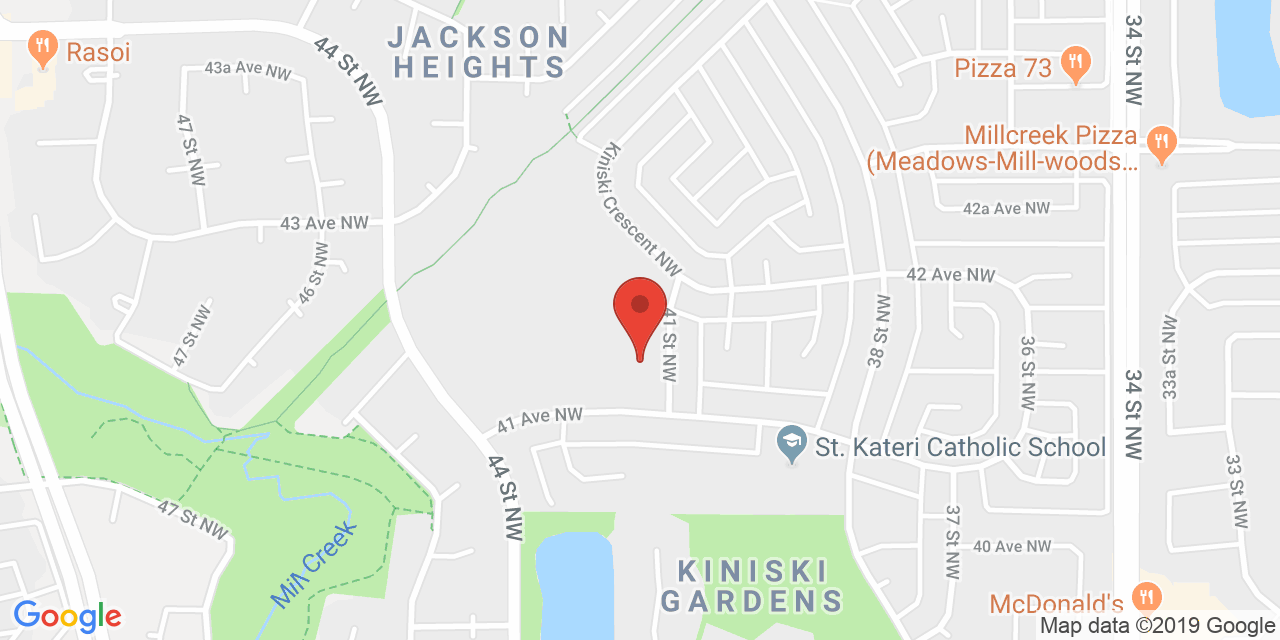 JACKSON
HEIGHTS
Rasoi
44 St NW
43a Ave NW
47 St NW
34 St NW
Pizza 73
Millcreek Pizza
(Meadows-Mill-woods...
Kiniski Crescent NW
42a Ave NW
43 Ave NW
46 St NW
42 Ave NW
47 St NW
41 St NW
38 St NW
36 St NW
33a St NW
34 St NW
41 Ave NW
St. Kateri Catholic School
44 St NW
47 St NW
Mill Creek
33 St NW
37 St NW
40 Ave NW
KINISKI
GARDENS
McDonald's
Google
Map data ©2019 Google